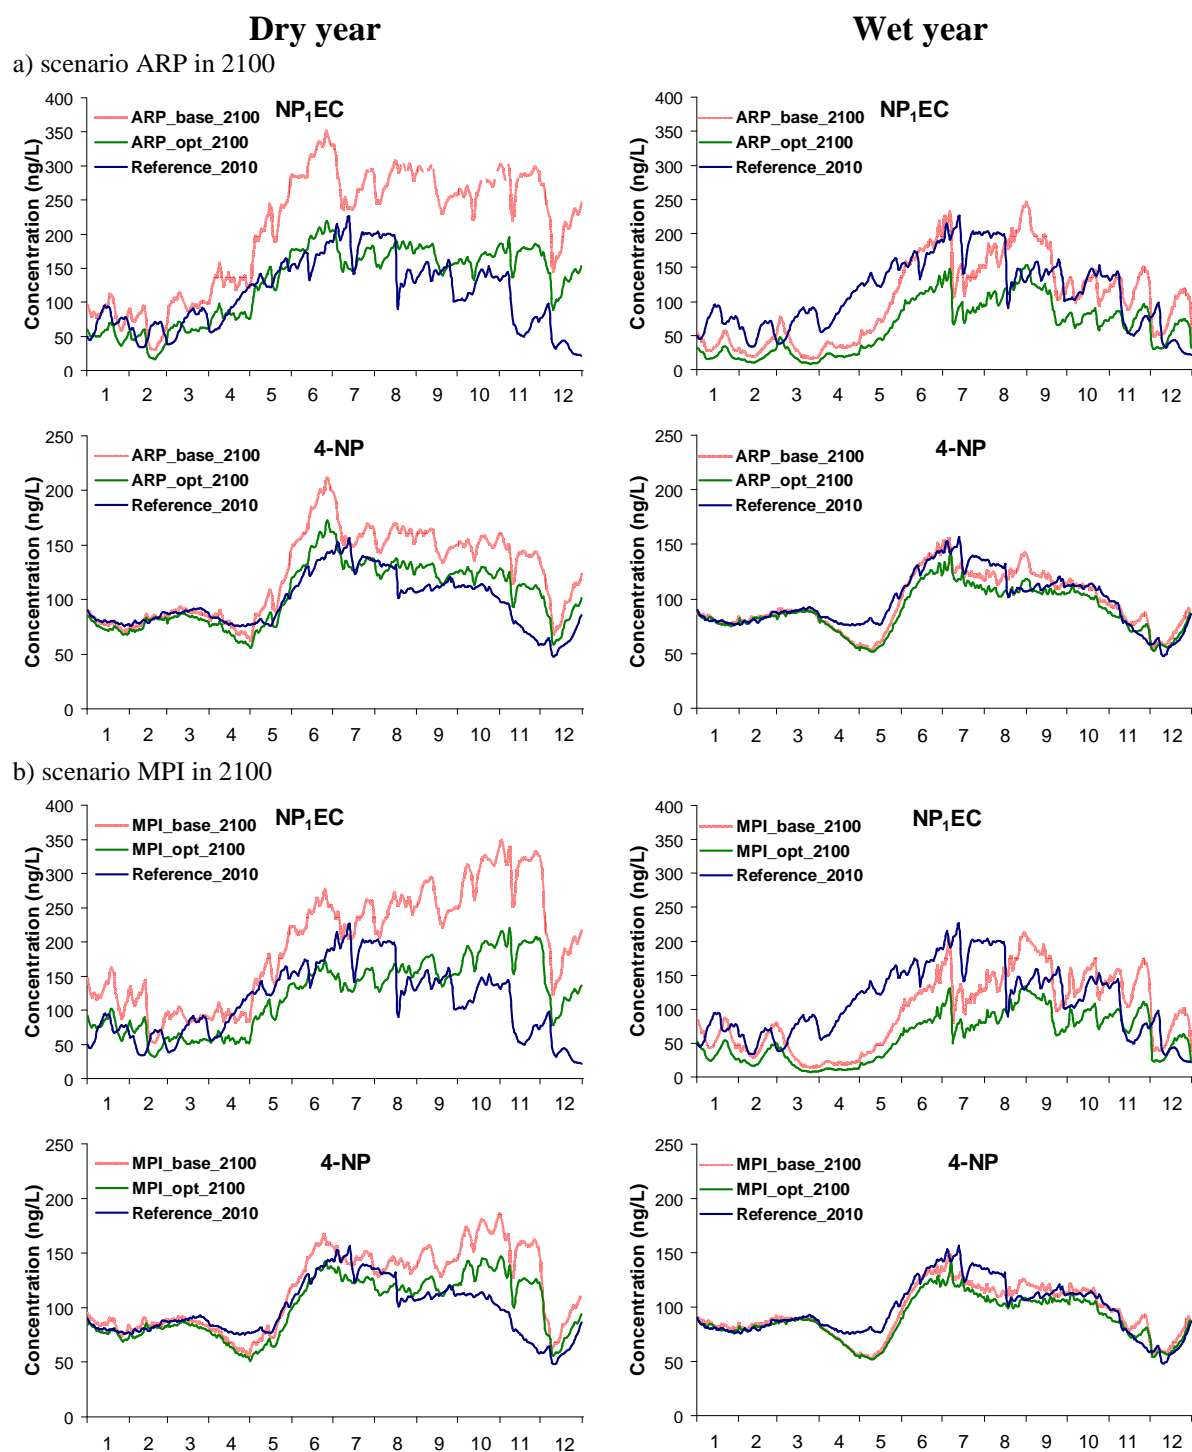 Dry year
Wet year
a) scenario ARP in 2100
NP₁EC
ARP_base_2100
ARP_opt_2100
Reference_2010
Concentration (ng/L)
400
350
300
250
200
150
100
50
0
1 2 3 4 5 6 7 8 9 10 11 12
NP₁EC
ARP_base_2100
ARP_opt_2100
Reference_2010
Concentration (ng/L)
400
350
300
250
200
150
100
50
0
1 2 3 4 5 6 7 8 9 10 11 12
4-NP
ARP_base_2100
ARP_opt_2100
Reference_2010
Concentration (ng/L)
250
200
150
100
50
0
1 2 3 4 5 6 7 8 9 10 11 12
4-NP
ARP_base_2100
ARP_opt_2100
Reference_2010
Concentration (ng/L)
250
200
150
100
50
0
1 2 3 4 5 6 7 8 9 10 11 12
b) scenario MPI in 2100
NP₁EC
MPI_base_2100
MPI_opt_2100
Reference_2010
Concentration (ng/L)
400
350
300
250
200
150
100
50
0
1 2 3 4 5 6 7 8 9 10 11 12
NP₁EC
MPI_base_2100
MPI_opt_2100
Reference_2010
Concentration (ng/L)
400
350
300
250
200
150
100
50
0
1 2 3 4 5 6 7 8 9 10 11 12
4-NP
MPI_base_2100
MPI_opt_2100
Reference_2010
Concentration (ng/L)
250
200
150
100
50
0
1 2 3 4 5 6 7 8 9 10 11 12
4-NP
MPI_base_2100
MPI_opt_2100
Reference_2010
Concentration (ng/L)
250
200
150
100
50
0
1 2 3 4 5 6 7 8 9 10 11 12